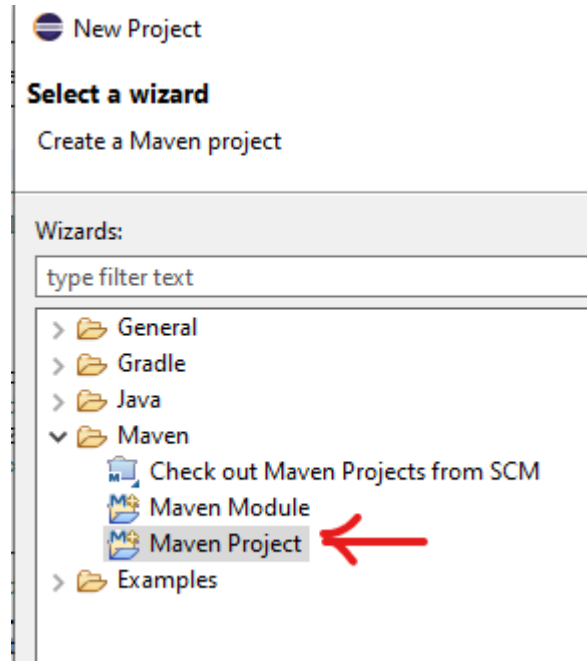 New Project
Select a wizard
Create a Maven project
Wizards:
type filter text
General
Gradle
Java
Maven
Check out Maven Projects from SCM
Maven Module
Maven Project
Examples